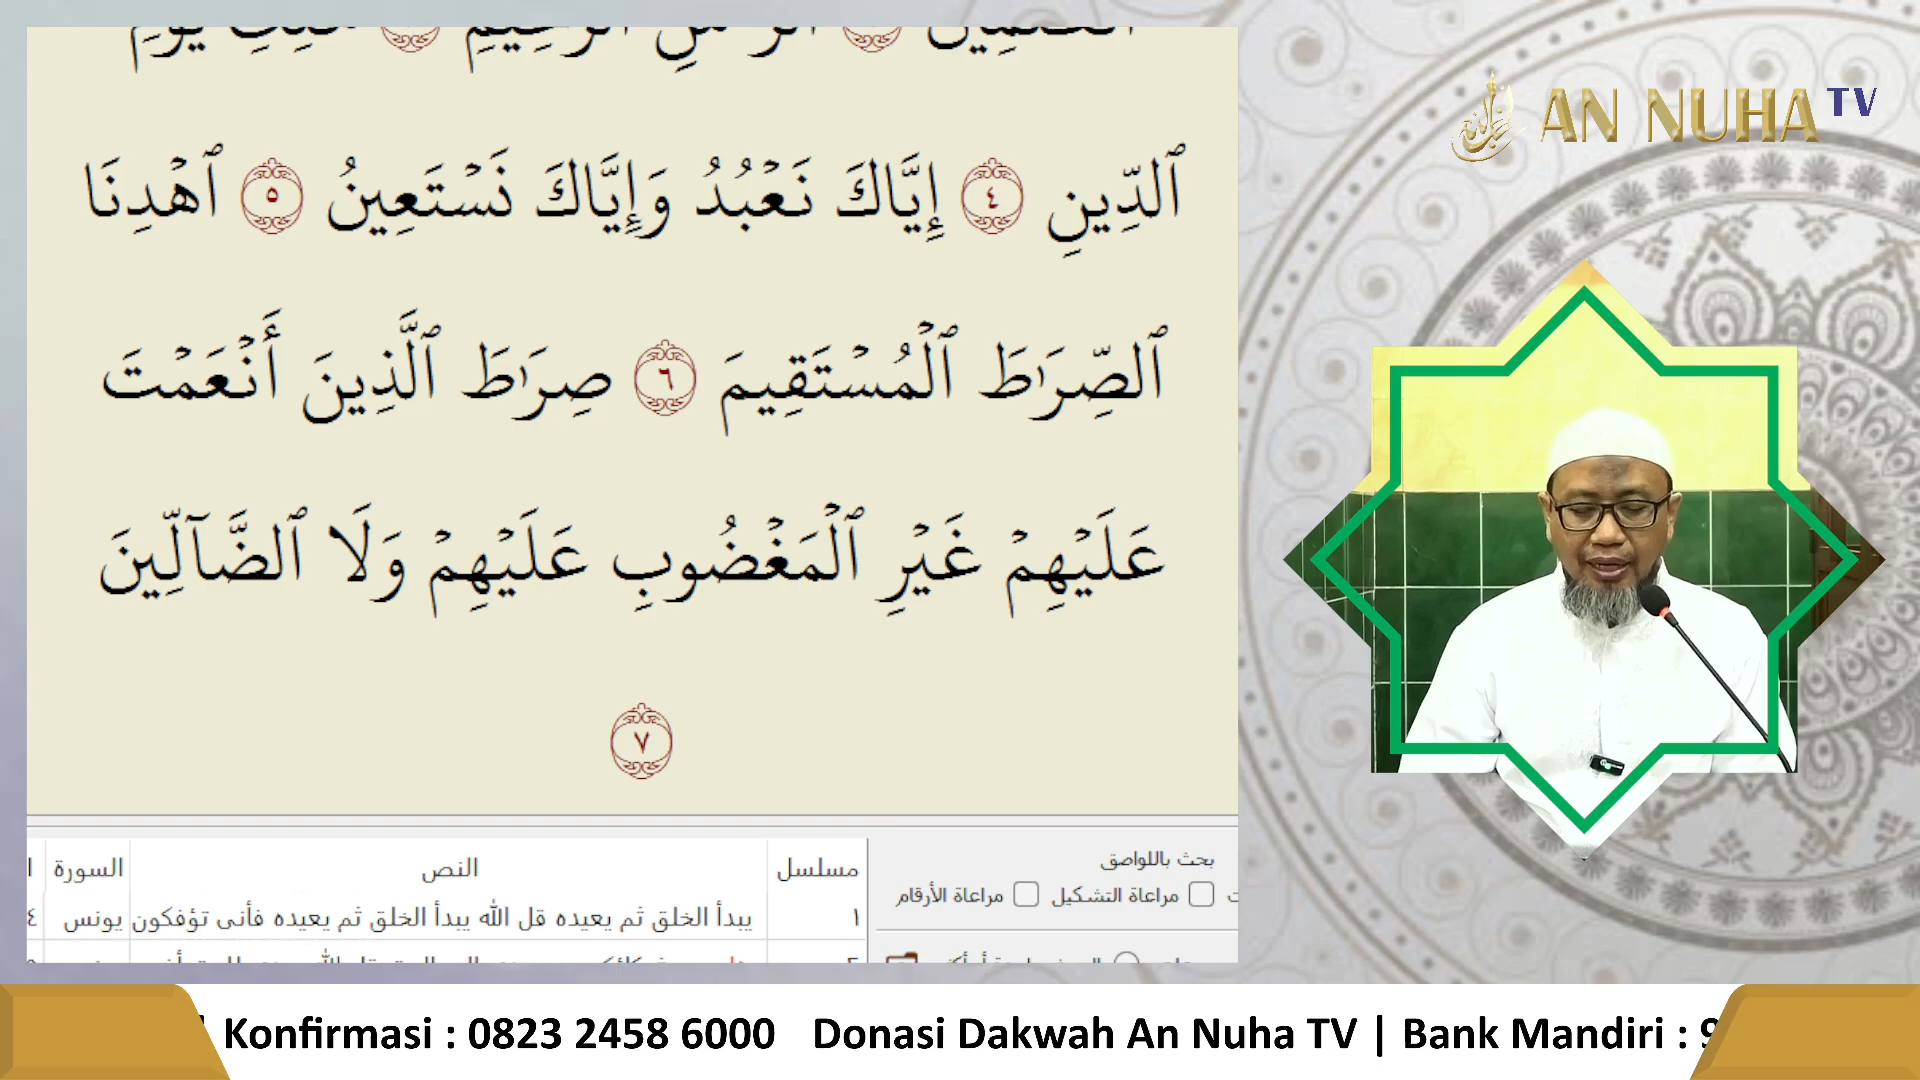 ٱلدِّينِ ٤ إِيَّاكَ نَعۡبُدُ وَإِيَّاكَ نَسۡتَعِينُ ٥ ٱهۡدِنَا
ٱلصِّرَٰطَ ٱلۡمُسۡتَقِيمَ ٦ صِرَٰطَ ٱلَّذِينَ أَنۡعَمۡتَ
عَلَيۡهِمۡ غَيۡرِ ٱلۡمَغۡضُوبِ عَلَيۡهِمۡ وَلَا ٱلضَّآلِّينَ
٧
بحث باللواصق
مراعاة التشكيل مراعاة الأرقام
مسلسل النص السورة
١ يبدأ الخلق ثم يعيده قل الله يبدأ الخلق ثم يعيده فأنى تؤفكون يونس
AN NUHA TV
| Konfirmasi : 0823 2458 6000 Donasi Dakwah An Nuha TV | Bank Mandiri : 9